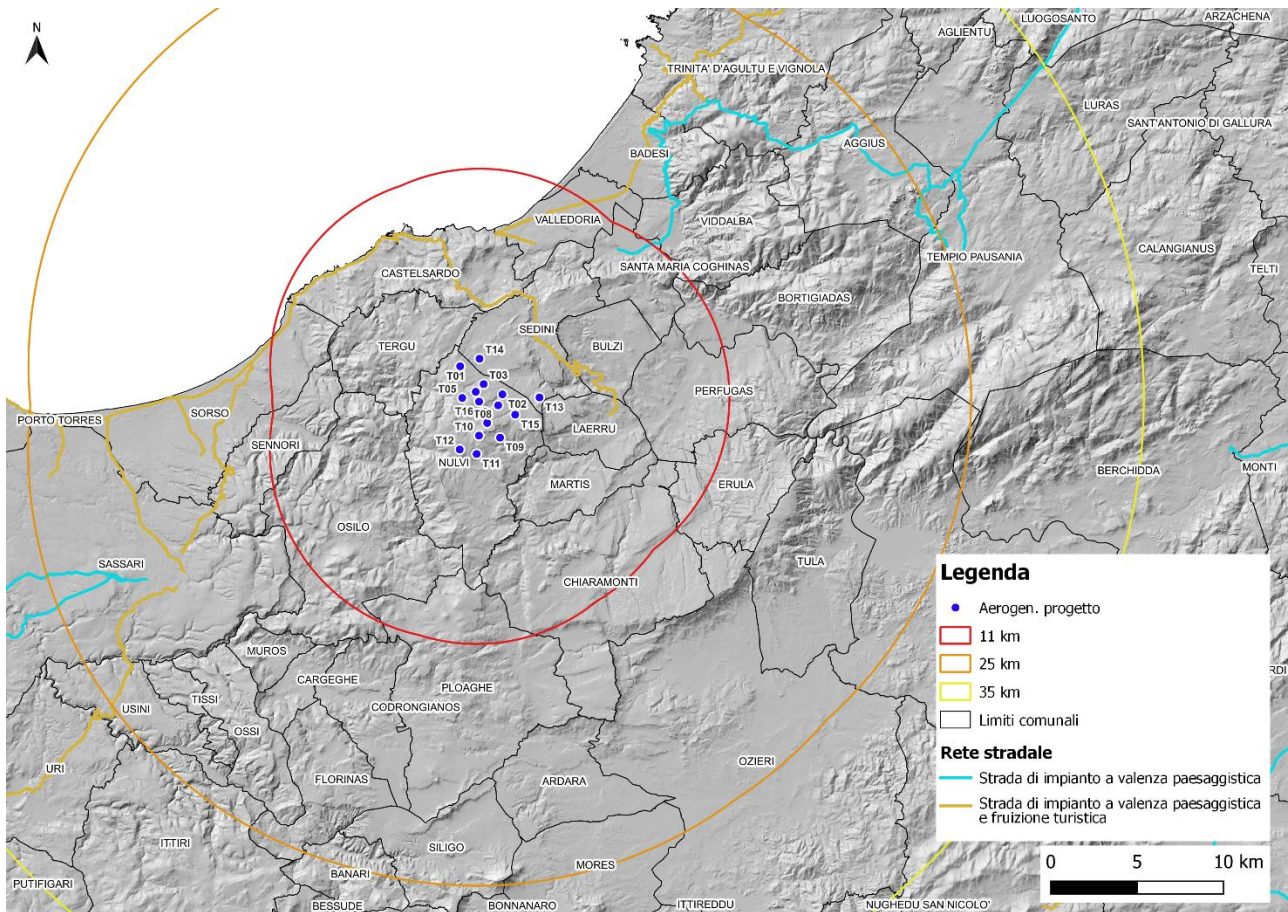 N
LUOGOSANTO
ARZACHENA
AGLIENTU
TRINITA' D'AGULTU E VIGNOLA
LURAS
SANT'ANTONIO DI GALLURA
AGGIUS
BADESI
VALLEDORIA
VIDDALBA
CALANGIANUS
TEMPIO PAUSANIA
TELTI
SANTA MARIA COGHINAS
CASTELSARDO
BORTIGIADAS
SEDINI
TERGU
BULZI
T14
T01
T03
T05
PERFUGAS
T02
T13
T16
T08
SORSO
PORTO TORRES
T15
T10
LAERRU
SENNORI
T12
T09
NULVI
T11
BERCHIDDA
MONTI
MARTIS
ERULA
OSILO
TULA
SASSARI
CHIARAMONTI
MUROS
CARGEGHE
PLOAGHE
TISSI
CODRONGIANOS
USINI
OSSI
URI
FLORINAS
ARDARA
OZIERI
ITTIRI
SILIGO
MORES
BANARI
PUTIFIGARI
BESSUDE
BONNANARO
ITTIREDDU
NUGHEDU SAN NICOLO'
Legenda
Aerogen. progetto
11 km
25 km
35 km
Limiti comunali
Rete stradale
Strada di impianto a valenza paesaggistica
Strada di impianto a valenza paesaggistica
e fruizione turistica
0 5 10 km